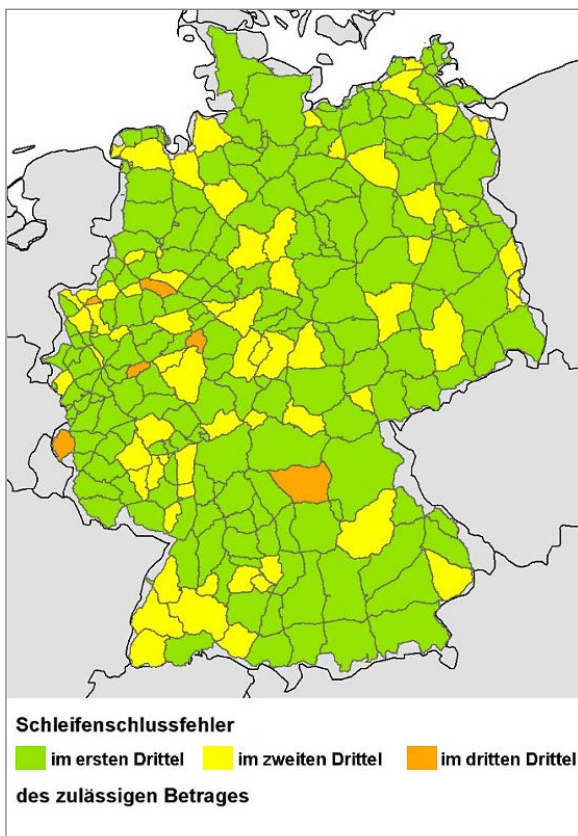 Schleifenschlussfehler
im ersten Drittel im zweiten Drittel im dritten Drittel
des zulässigen Betrages